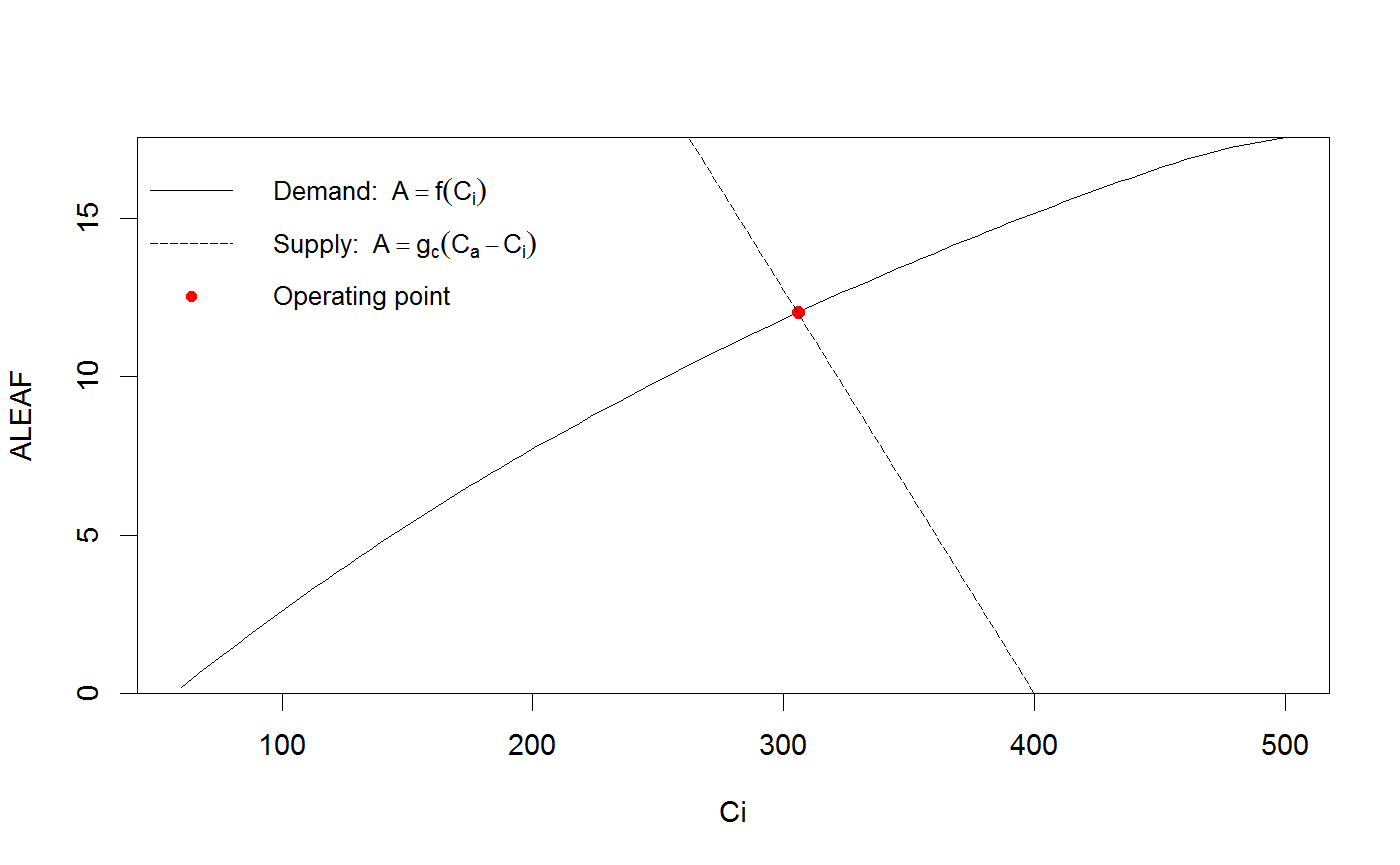 Demand: A = f(Ci)
Supply: A = gc(Ca − Ci)
Operating point
ALEAF
15
10
5
0
100 200 300 400 500
Ci